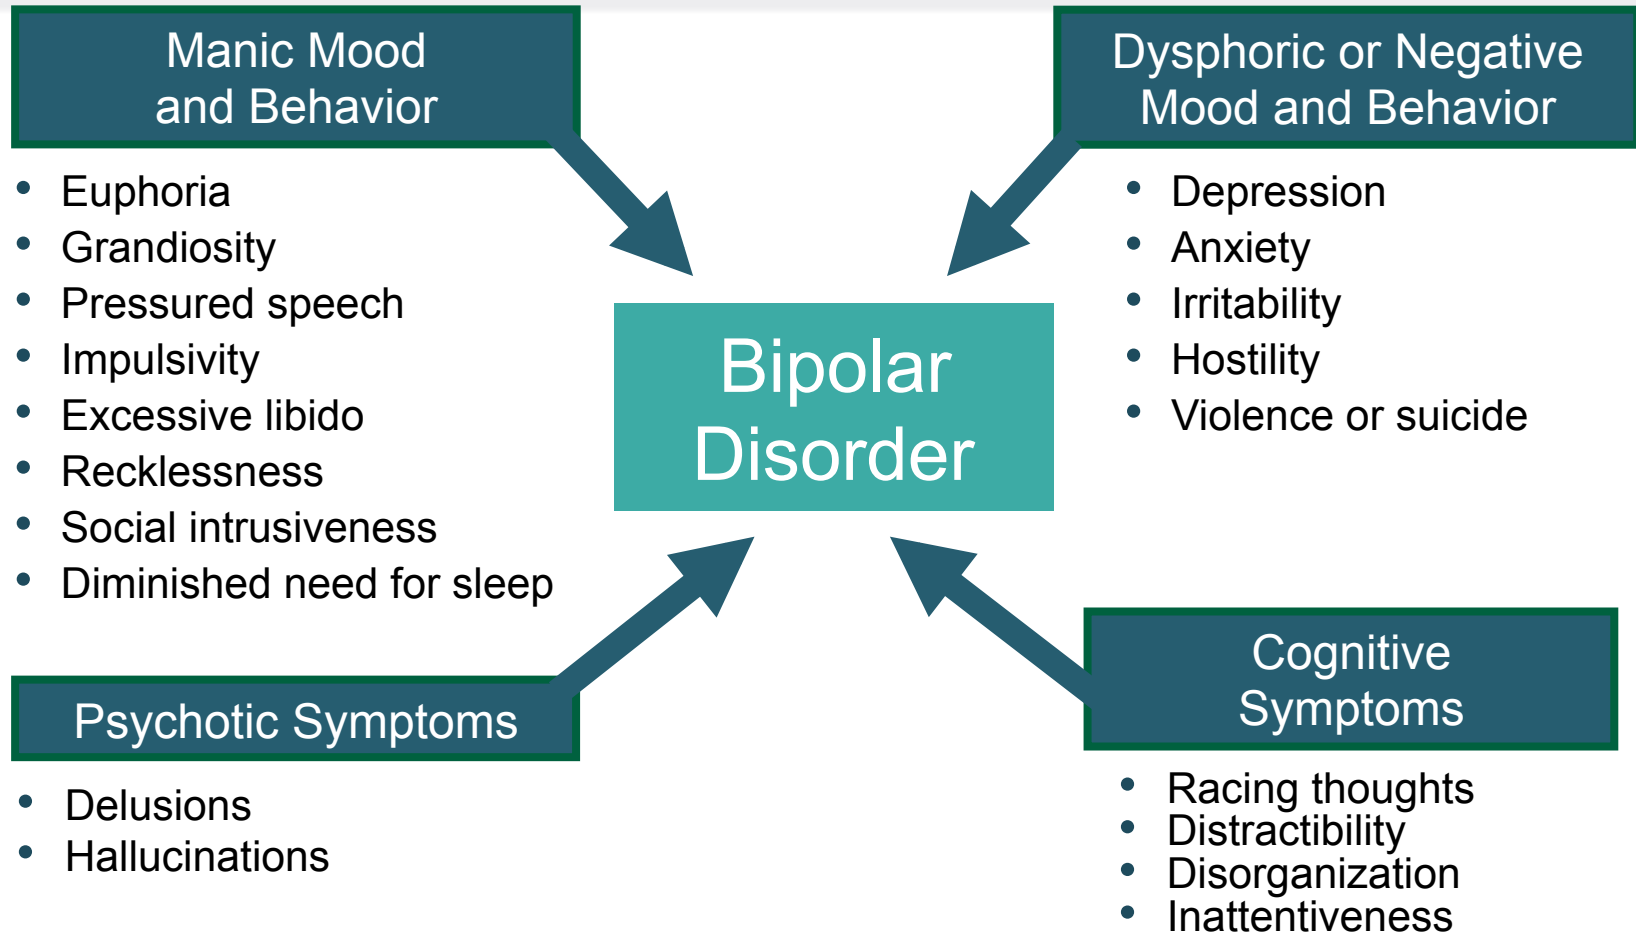 Manic Mood
and Behavior
• Euphoria
• Grandiosity
• Pressured speech
• Impulsivity
• Excessive libido
• Recklessness
• Social intrusiveness
• Diminished need for sleep
Dysphoric or Negative
Mood and Behavior
• Depression
• Anxiety
• Irritability
• Hostility
• Violence or suicide
Bipolar
Disorder
Psychotic Symptoms
• Delusions
• Hallucinations
Cognitive
Symptoms
• Racing thoughts
• Distractibility
• Disorganization
• Inattentiveness